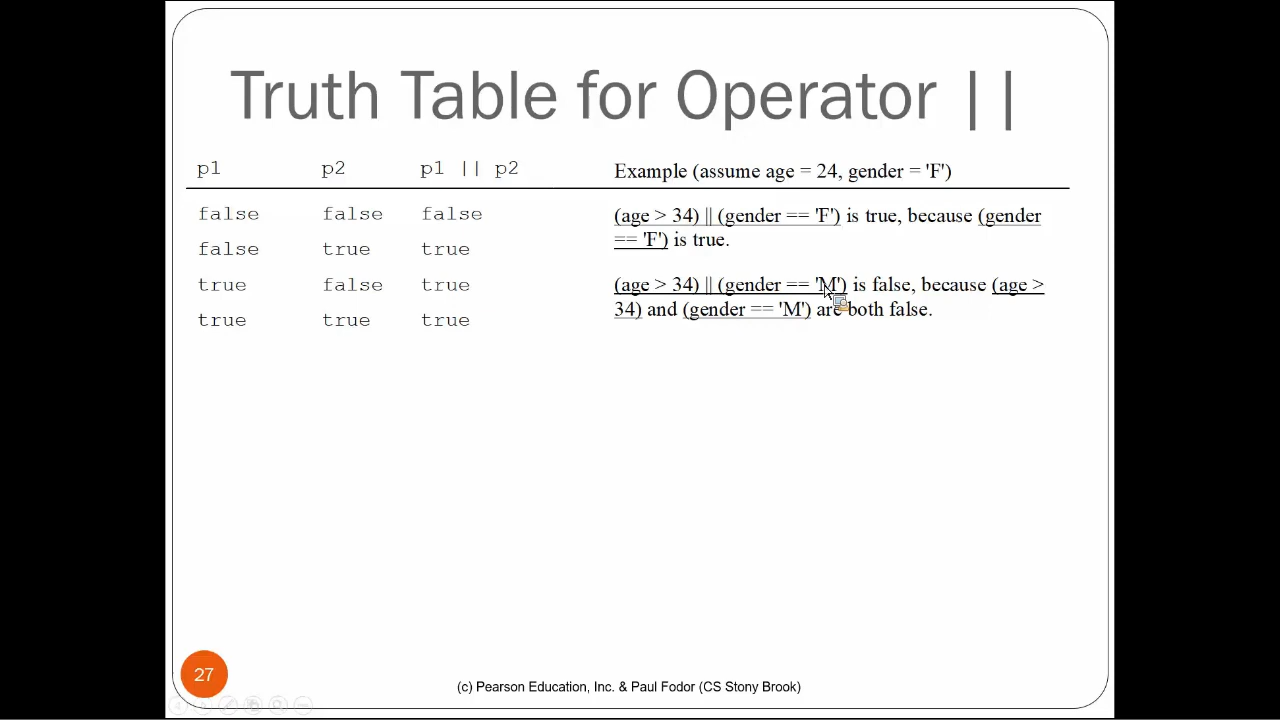 Truth Table for Operator ||
p1 p2 p1 || p2 Example (assume age = 24, gender = 'F')
false false false (age > 34) || (gender == 'F') is true, because (gender
== 'F') is true.
false true true
true false true (age > 34) || (gender == 'M') is false, because (age >
34) and (gender == 'M') are both false.
true true true
27
(c) Pearson Education, Inc. & Paul Fodor (CS Stony Brook)